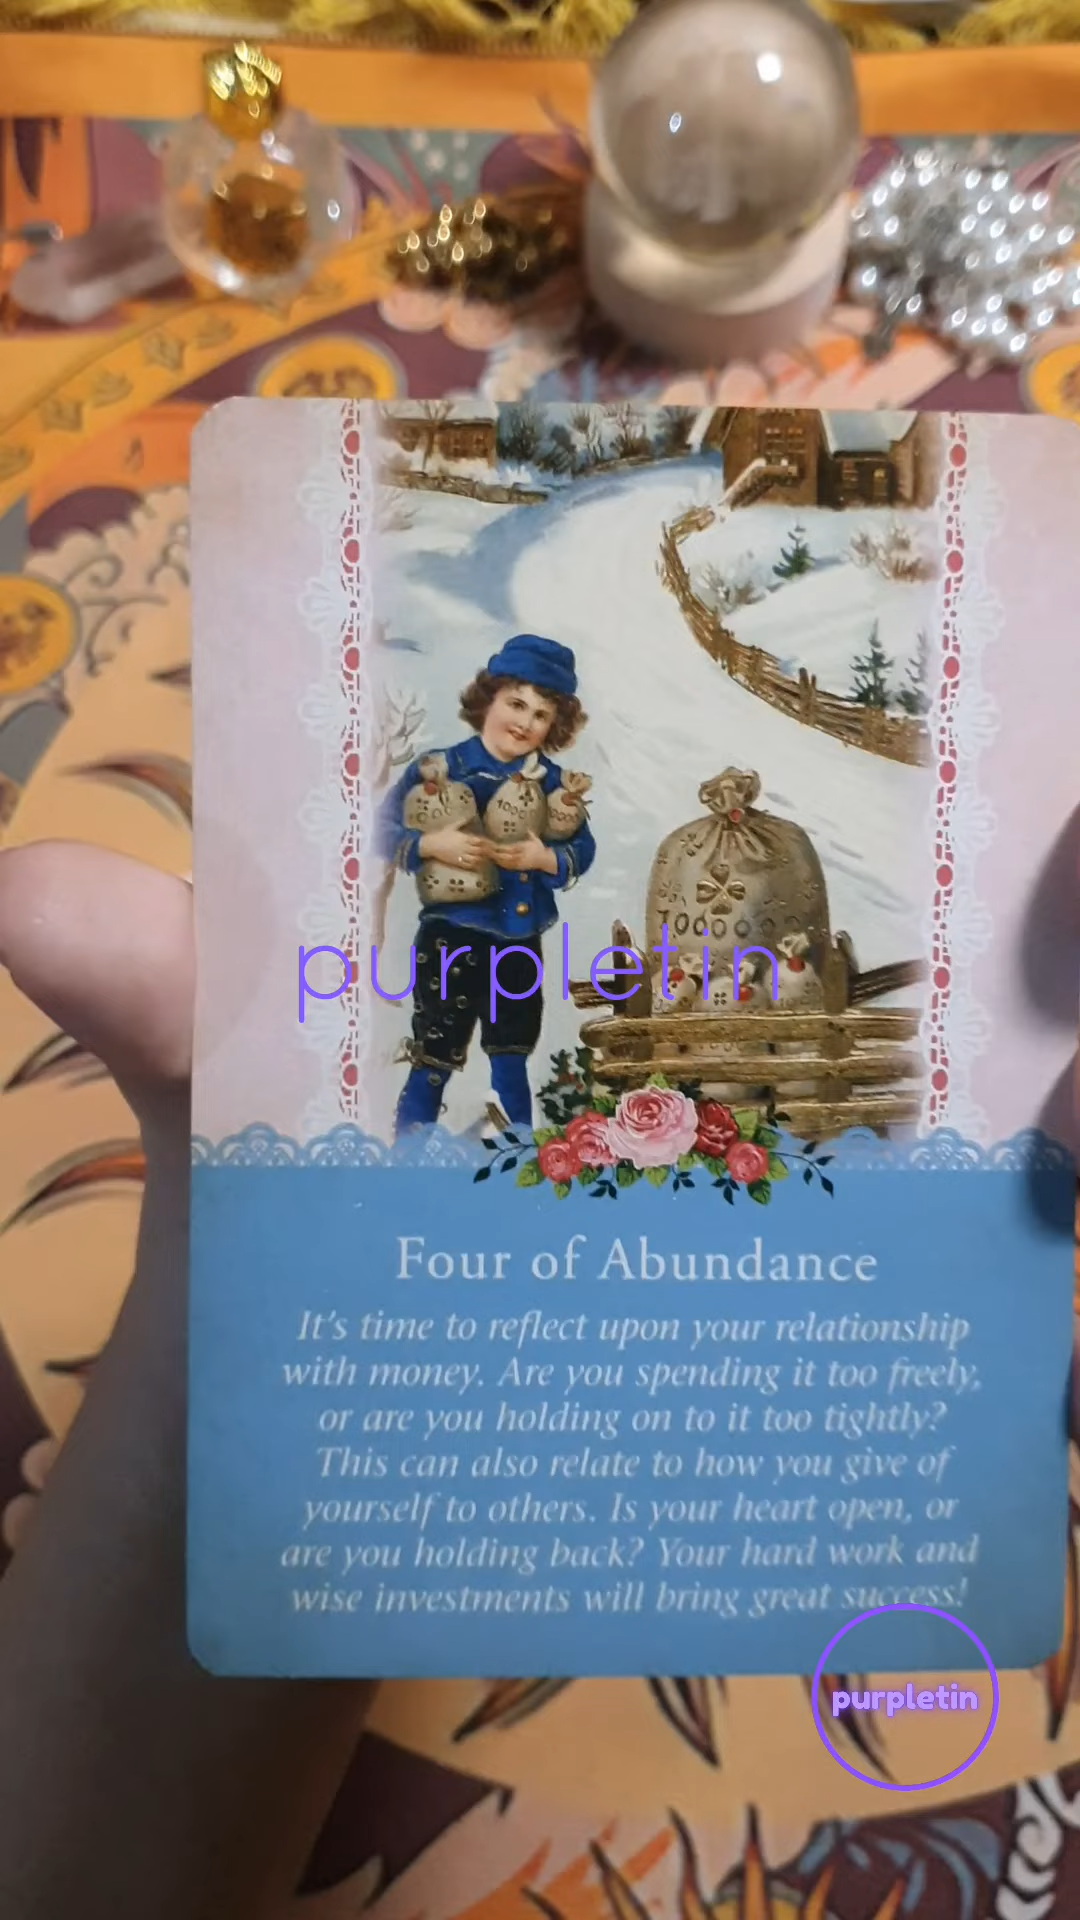 1000
1000
10000
purpletin
Four of Abundance
It's time to reflect upon your relationship
with money. Are you spending it too freely,
or are you holding on to it too tightly?
This can also relate to how you give of
yourself to others. Is your heart open, or
are you holding back? Your hard work and
wise investments will bring great success!
purpletin